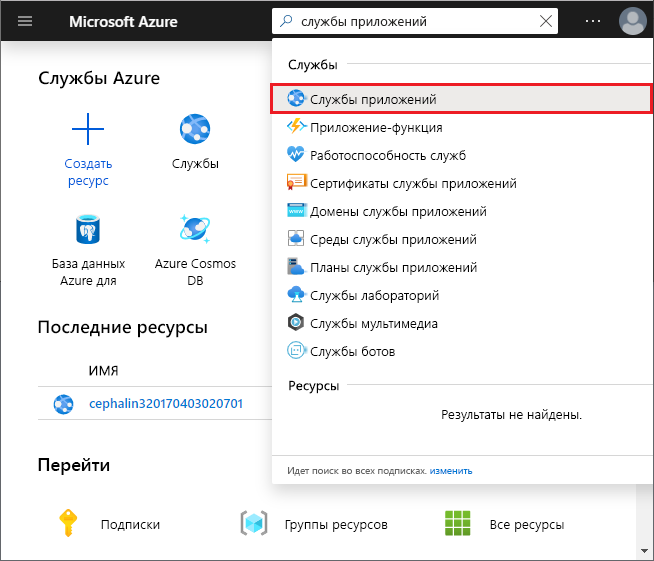 Microsoft Azure
службы приложений
Службы Azure
Создать
ресурс
Службы
База данных
Azure для
Azure Cosmos
DB
Последние ресурсы
ИМЯ
cephalin320170403020701
Перейти
Подписки
Группы ресурсов
Все ресурсы
Службы
Службы приложений
Приложение-функция
Работоспособность служб
Сертификаты службы приложений
Домены службы приложений
Среды службы приложений
Планы службы приложений
Службы лабораторий
Службы мультимедиа
Службы ботов
Ресурсы
Результаты не найдены.
Идет поиск во всех подписках. изменить